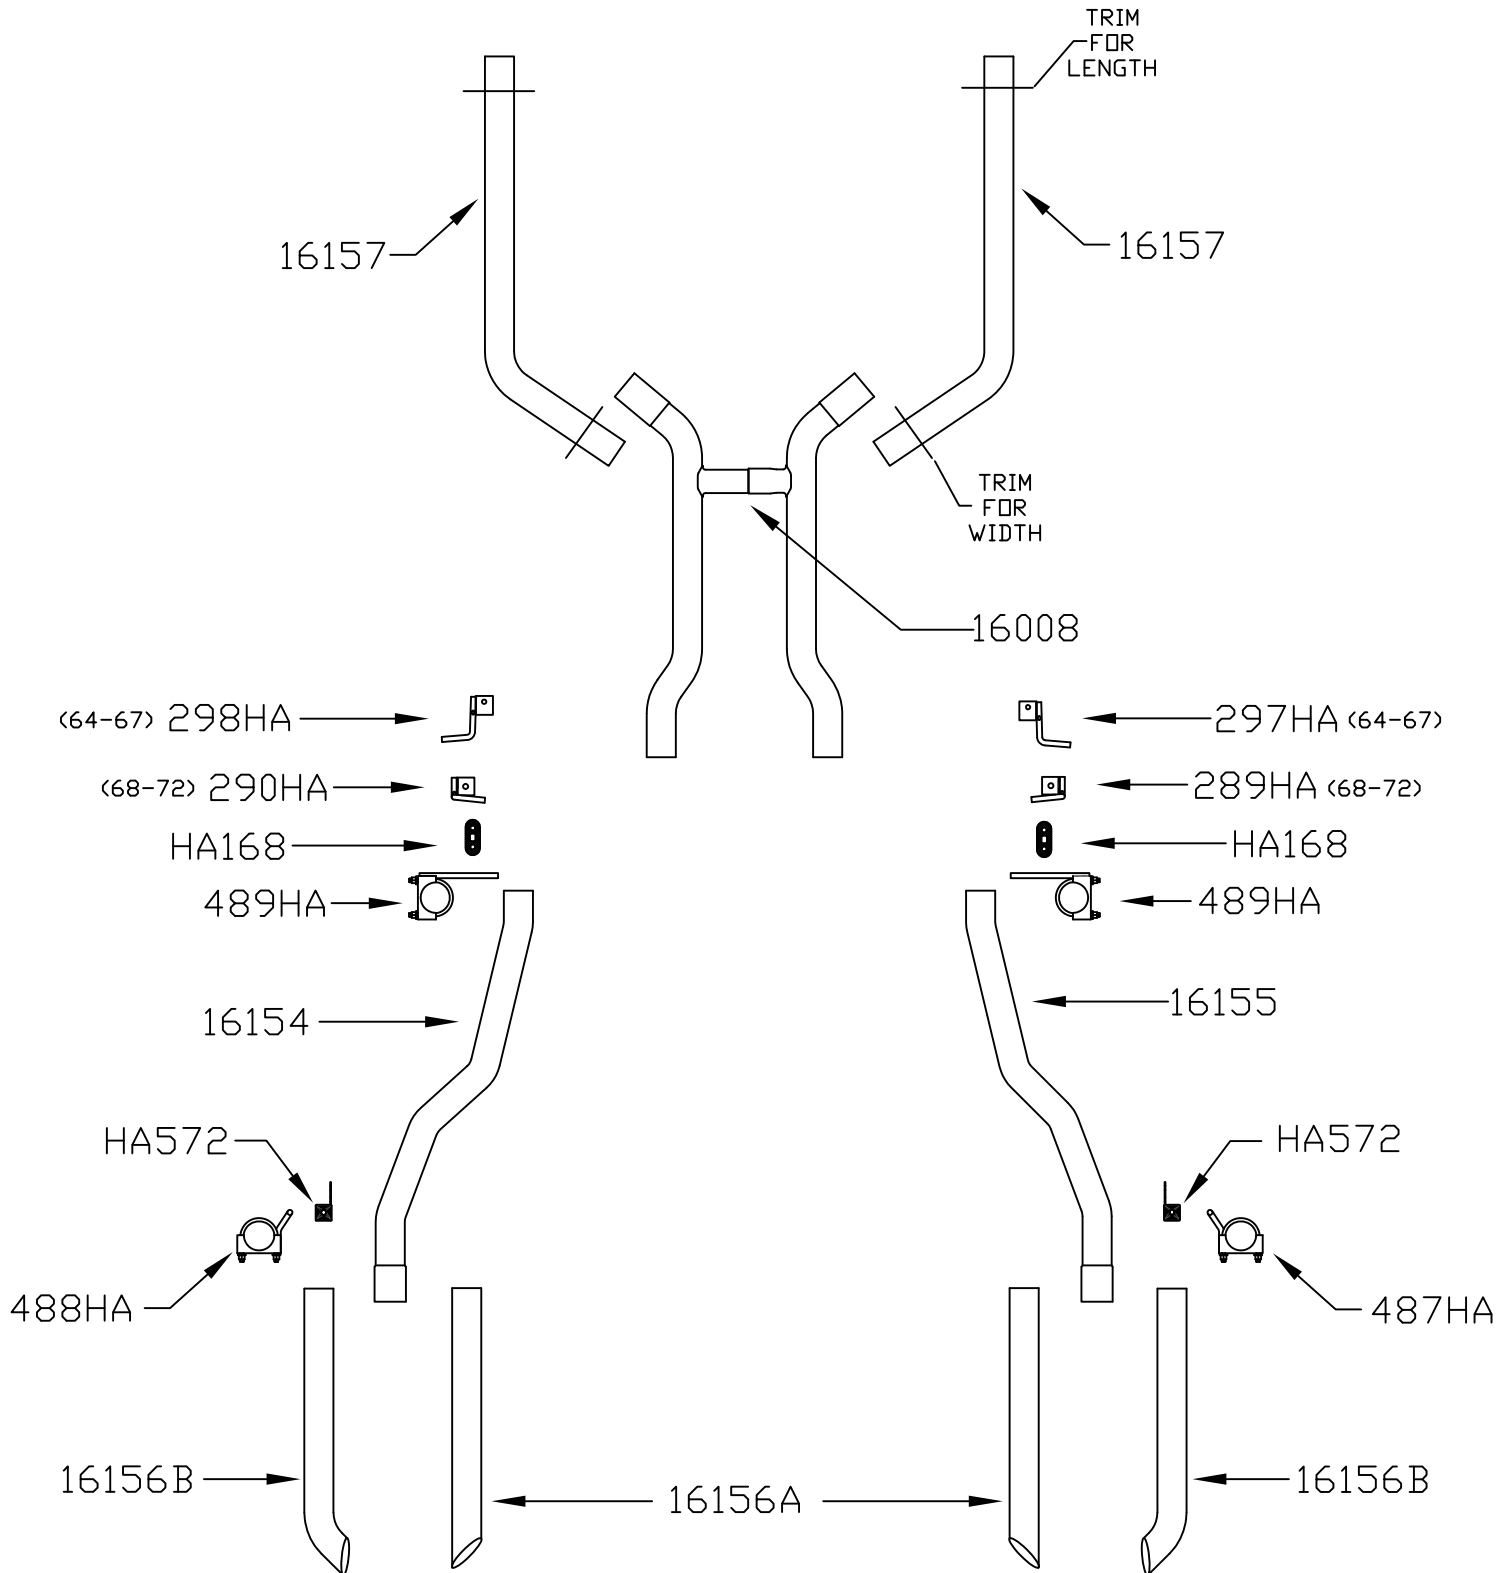 TRIM
FOR
LENGTH
16157
16157
TRIM
FOR
WIDTH
16008
(64-67) 298HA
297HA (64-67)
(68-72) 290HA
289HA (68-72)
HA168
HA168
489HA
489HA
16154
16155
HA572
HA572
488HA
487HA
16156B
16156A
16156B